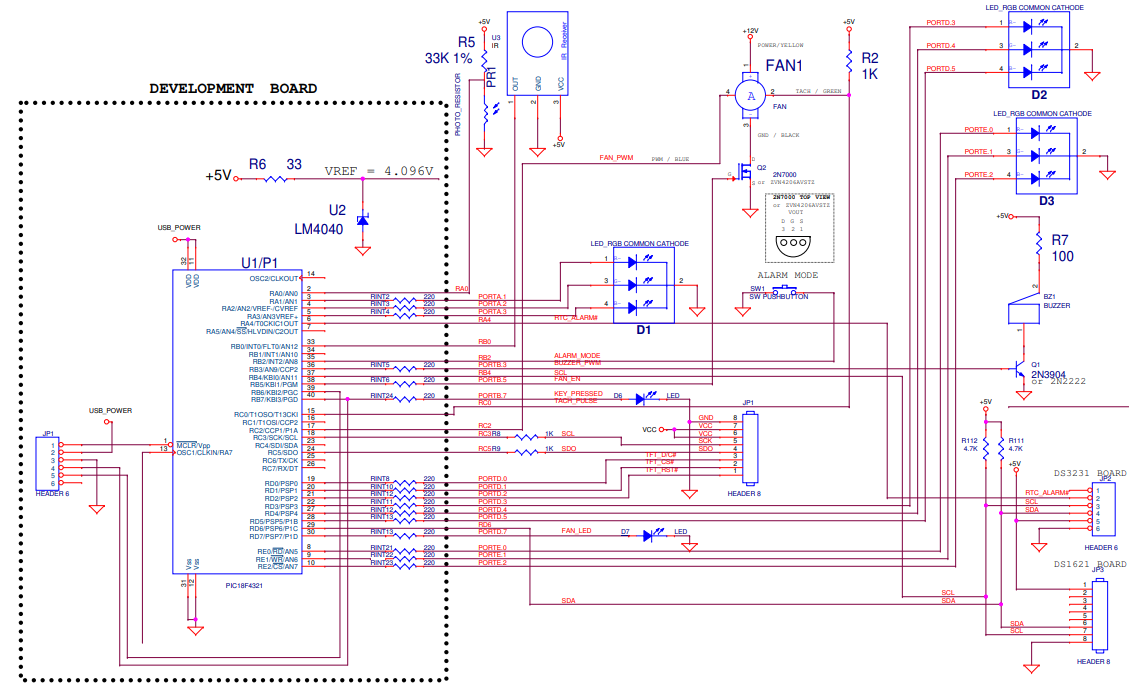 DEVELOPMENT BOARD
+5V
R6 33
VREF = 4.096V
U2
LM4040
USB_POWER
U1/P1
32
11
VDD
VDD
OSC2/CLKOUT 14
RA0/AN0 2 RA0
RA1/AN1 3 RINT2 220 PORTA.1
RA2/AN2/VREF-/CVREF 4 RINT3 220 PORTA.2
RA3/AN3VREF+ 5 RINT4 220 PORTA.3
RA4/T0CKIC1OUT 6 RA4
RA5/AN4/SS/HLVDIN/C2OUT 7
RTC_ALARM#
RB0/INT0/FLT0/AN12 33 RB0
RB1/INT1/AN10 34
RB2/INT2/AN8 35 RB2 ALARM_MODE
RB3/AN9/CCP2 36 RINT5 220 PORTB.3 BUZZER_PWM
RB4/KBI0/AN11 37 RB4 SCL
RB5/KBI1/PGM 38 RINT6 220 PORTB.5 FAN_EN
RB6/KBI2/PGC 39
RB7/KBI3/PGD 40 RINT24 220 PORTB.7 KEY_PRESSED D6 LED
RC0/T1OSO/T13CKI 15 RC0 TACH_PULSE
RC1/T1OSI/CCP2 16
RC2/CCP1/P1A 17 RC2
RC3/SCK/SCL 18 RC3 R8 1K SCL
RC4/SDI/SDA 23
RC5/SDO 24 RC5 R9 1K SDO
RC6/TX/CK 25
RC7/RX/DT 26
TFT_D/C#
TFT_CS#
TFT_RST#
RD0/PSP0 19 RINT8 220 PORTD.0
RD1/PSP1 20 RINT10 220 PORTD.1
RD2/PSP2 21 RINT12 220 PORTD.2
RD3/PSP3 22 RINT11 220 PORTD.3
RD4/PSP4 27 RINT12 220 PORTD.4
RD5/PSP5/P1B 28 RINT13 220 PORTD.5
RD6/PSP6/P1C 29 RD6
RD7/PSP7/P1D 30 RINT13 220 PORTD.7 FAN_LED D7 LED
RE0/RD/AN5 8 RINT21 220 PORTE.0
RE1/WR/AN6 9 RINT22 220 PORTE.1
RE2/CS/AN7 10 RINT23 220 PORTE.2
1 MCLR/Vpp
13 OSC1/CLKIN/RA7
Vss
Vss
31
12
PIC18F4321
USB_POWER
JP1
1
2
3
4
5
6
HEADER 6
+5V
R5
33K 1%
PR1
PHOTO_RESISTOR
U3
IR
IR Receiver
OUT
GND
VCC
1
2
3
+5V
+12V
POWER/YELLOW
FAN1
1
4
A
2
TACH / GREEN
FAN
3
GND / BLACK
FAN_PWM PWM / BLUE
+5V
R2
1K
D
G
S
Q2
2N7000
or ZVN4206AVSTZ
2N7000 TOP VIEW
or ZVN4206AVSTZ
VOUT
D G S
3 2 1
ALARM MODE
SW1
SW PUSHBUTTON
LED_RGB COMMON CATHODE
1
3
4
2
D1
LED_RGB COMMON CATHODE
PORTD.3 1
PORTD.4 3
PORTD.5 4
2
D2
LED_RGB COMMON CATHODE
PORTE.0 1
PORTE.1 3
PORTE.2 4
2
D3
+5V
R7
100
2
BZ1
BUZZER
1
Q1
2N3904
or 2N2222
JP1
GND 8
VCC VCC 7
VCC 6
SCK 5
SDO 4
3
2
1
HEADER 8
+5V
R112
4.7K
R111
4.7K
+5V
DS3231 BOARD
JP2
RTC_ALARM# 1
2
SCL 3
SDA 4
5
6
HEADER 6
DS1621 BOARD
JP3
1
2
3
4
5
SDA 6
SCL 7
8
HEADER 8
SCL
SDA
SDA